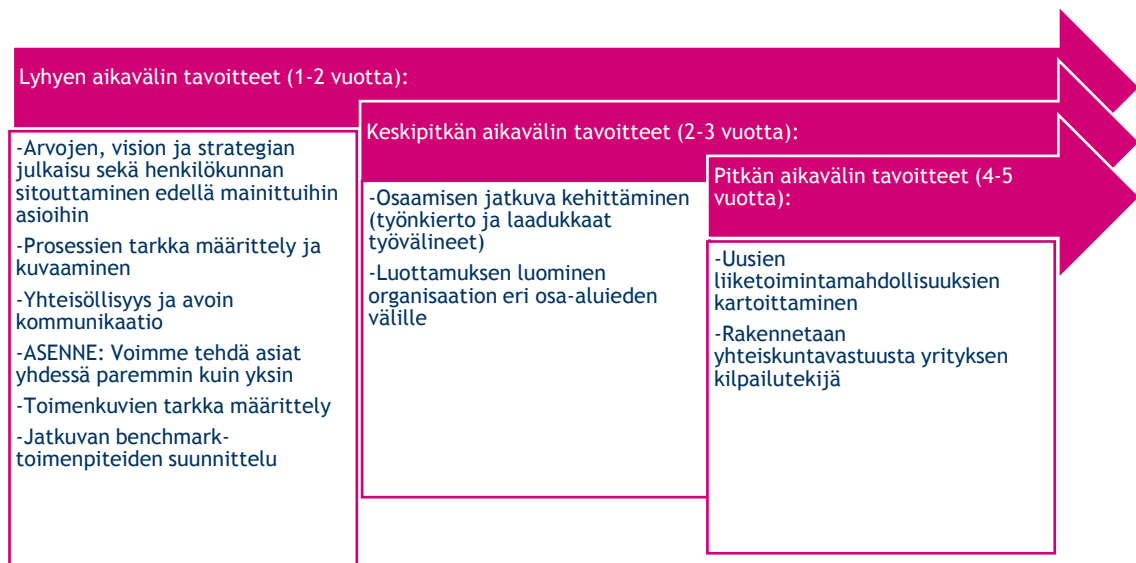 Lyhyen aikavälin tavoitteet (1-2 vuotta):
-Arvojen, vision ja strategian
julkaisu sekä henkilökunnan
sitouttaminen edellä mainittuihin
asioihin
-Prosessien tarkka määrittely ja
kuvaaminen
-Yhteisöllisyys ja avoin
kommunikaatio
-ASENNE: Voimme tehdä asiat
yhdessä paremmin kuin yksin
-Toimenkuvien tarkka määrittely
-Jatkuvan benchmark-
toimenpiteiden suunnittelu
Keskipitkän aikavälin tavoitteet (2-3 vuotta):
-Osaamisen jatkuva kehittäminen
(työnkierto ja laadukkaat
työvälineet)
-Luottamuksen luominen
organisaation eri osa-aluieden
välille
Pitkän aikavälin tavoitteet (4-5
vuotta):
-Uusien
liiketoimintamahdollisuuksien
kartoittaminen
-Rakennetaan
yhteiskuntavastuusta yrityksen
kilpailutekijä